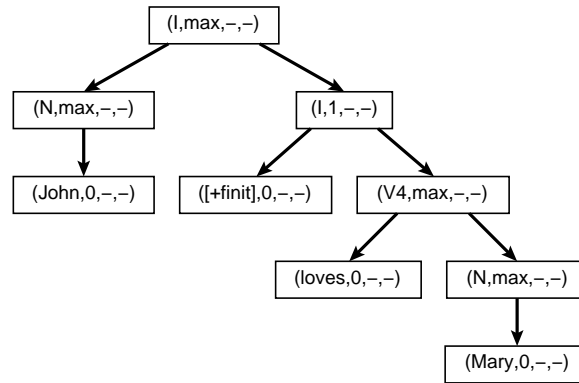 (I,max,–,–)
(N,max,–,–)
(I,1,–,–)
(John,0,–,–)
([+finit],0,–,–)
(V4,max,–,–)
(loves,0,–,–)
(N,max,–,–)
(Mary,0,–,–)